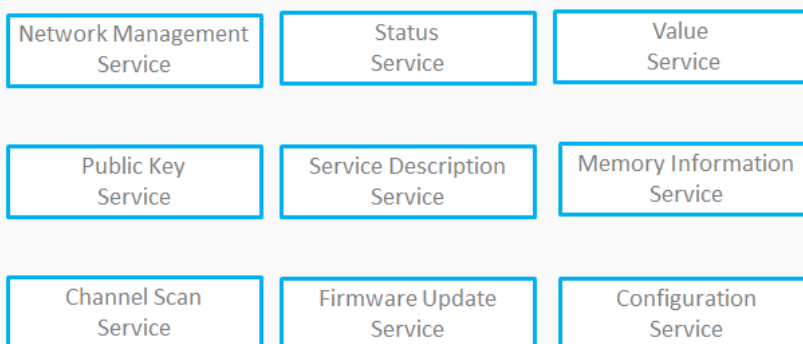 Network Management
Service
Status
Service
Value
Service
Public Key
Service
Service Description
Service
Memory Information
Service
Channel Scan
Service
Firmware Update
Service
Configuration
Service